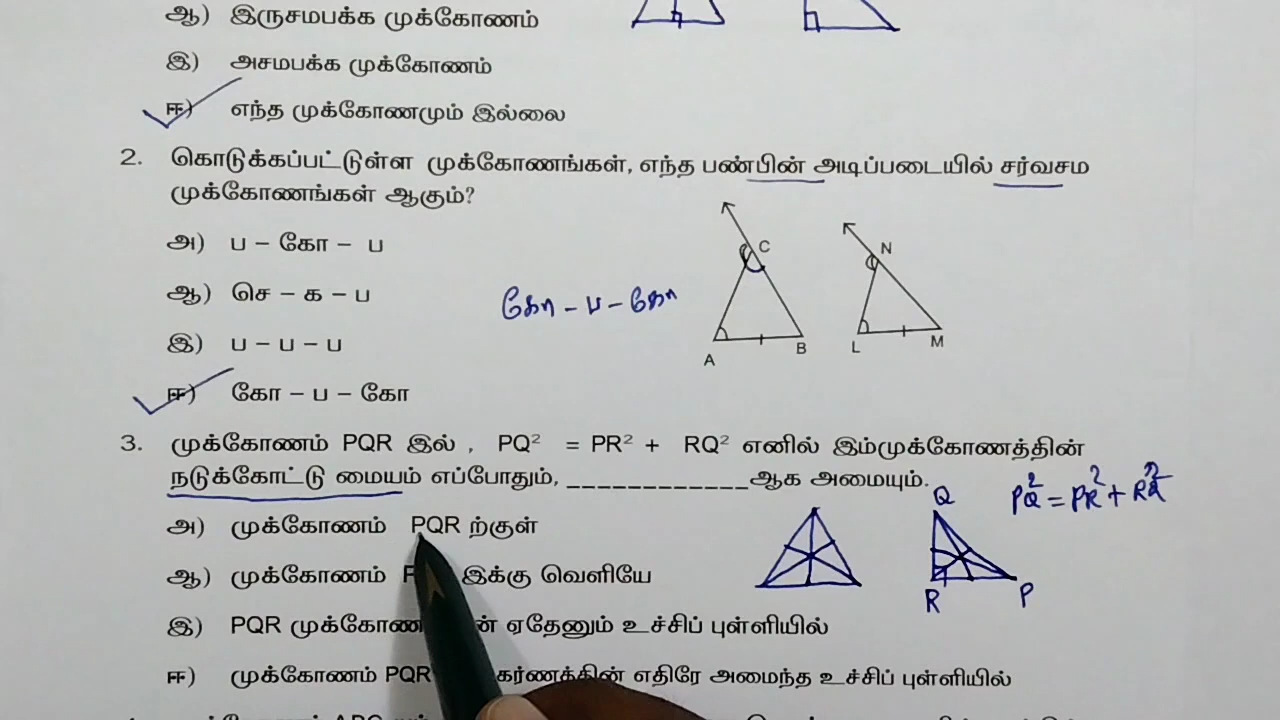 ஆ) இருசமபக்க முக்கோணம்
இ) அசமபக்க முக்கோணம்
ஈ) எந்த முக்கோணமும் இல்லை
2. கொடுக்கப்பட்டுள்ள முக்கோணங்கள், எந்த பண்பின் அடிப்படையில் சர்வசம
முக்கோணங்கள் ஆகும்?
அ) ப – கோ – ப
ஆ) செ – க – ப
இ) ப – ப – ப
ஈ) கோ – ப – கோ
கோ – ப – கோ
C
A
B
N
L
M
3. முக்கோணம் PQR இல் , PQ² = PR² + RQ² எனில் இம்முக்கோணத்தின்
நடுக்கோட்டு மையம் எப்போதும், _____________ஆக அமையும்.
அ) முக்கோணம் PQR ற்குள்
ஆ) முக்கோணம் இக்கு வெளியே
இ) PQR ஏதேனும் உச்சிப் புள்ளியில்
ஈ) முக்கோணம் PQR கர்ணத்தின் எதிரே அமைந்த உச்சிப் புள்ளியில்
PQ² = PR² + RQ²
Q
R
P